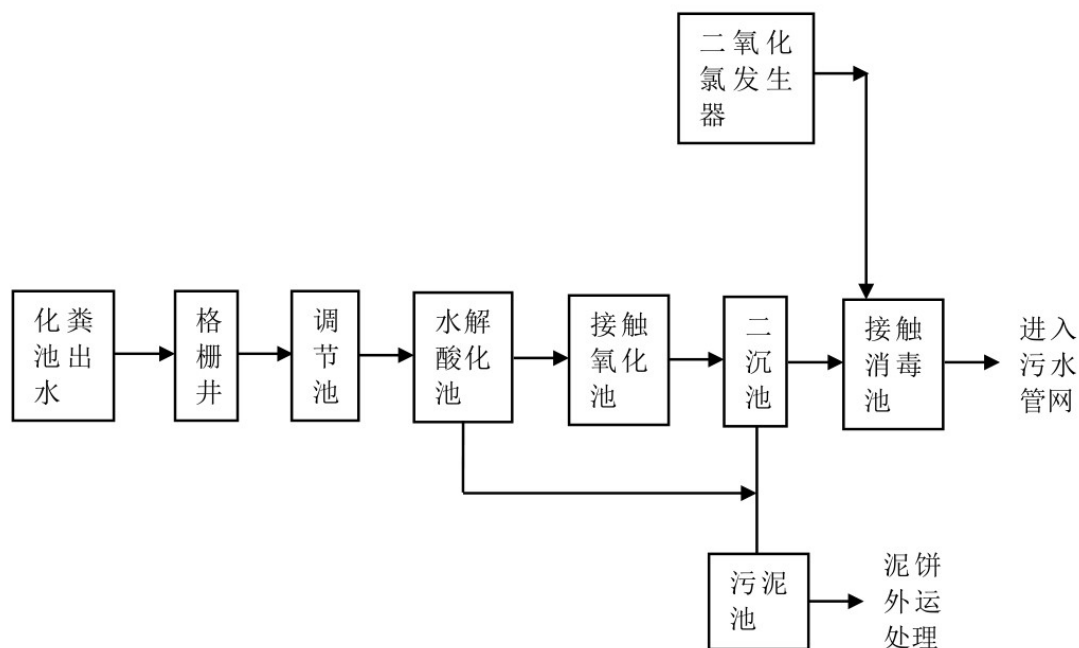 二氧化
氯发生
器
化粪
池出
水
格
栅
井
调
节
池
水解
酸化
池
接触
氧化
池
二
沉
池
接触
消毒
池
进入
污水
管网
污泥
池
泥饼
外运
处理